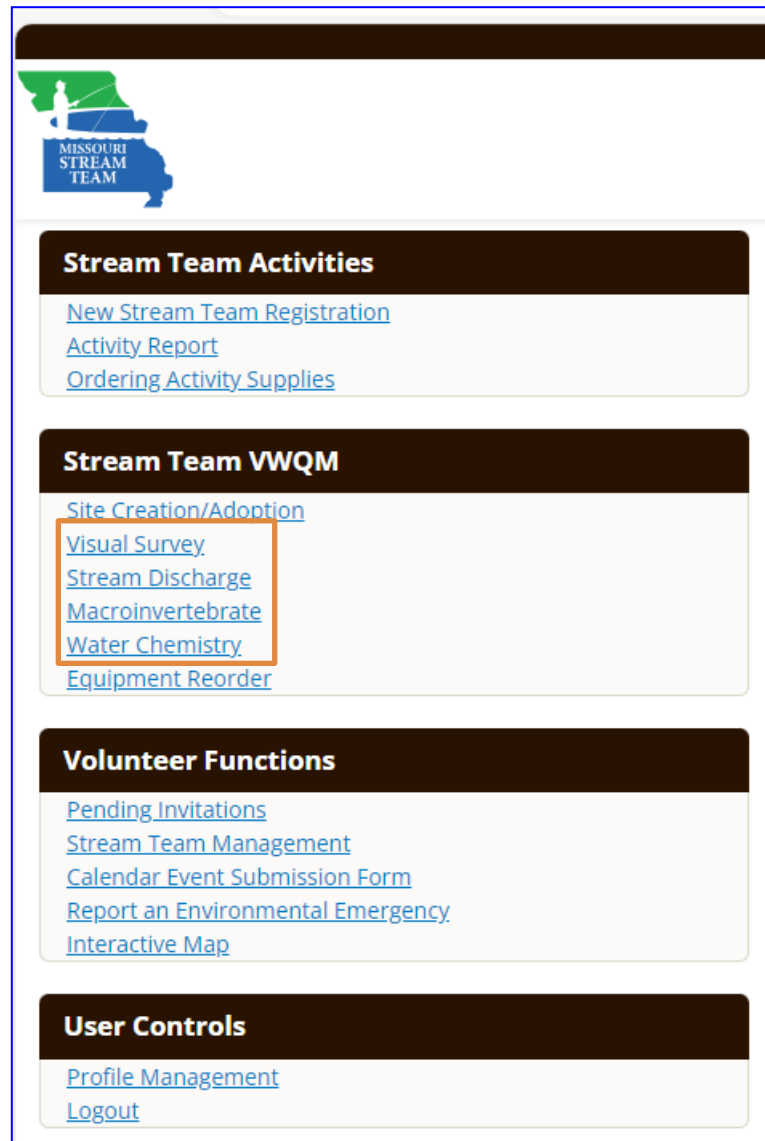 MISSOURI
STREAM
TEAM
Stream Team Activities
New Stream Team Registration
Activity Report
Ordering Activity Supplies
Stream Team VWQM
Site Creation/Adoption
Visual Survey
Stream Discharge
Macroinvertebrate
Water Chemistry
Equipment Reorder
Volunteer Functions
Pending Invitations
Stream Team Management
Calendar Event Submission Form
Report an Environmental Emergency
Interactive Map
User Controls
Profile Management
Logout